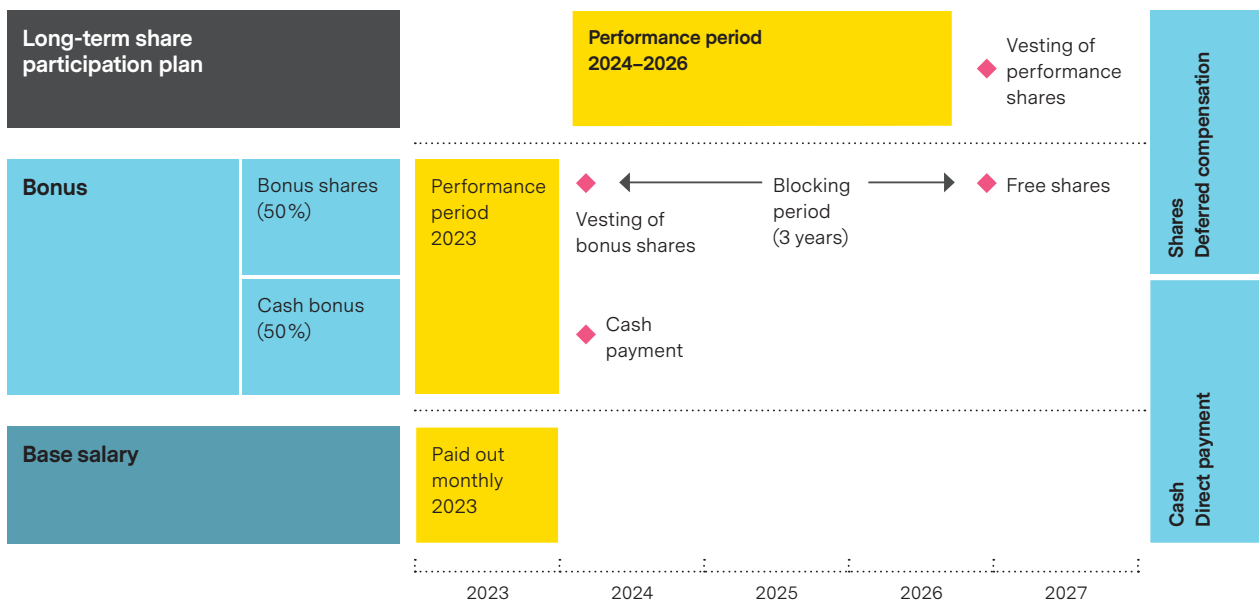 Long-term share
participation plan
Performance period
2024–2026
Vesting of
performance
shares
Bonus
Bonus shares
(50%)
Cash bonus
(50%)
Performance
period
2023
Vesting of
bonus shares
Blocking
period
(3 years)
Free shares
Cash
payment
Base salary
Paid out
monthly
2023
Shares
Deferred compensation
Cash
Direct payment
2023
2024
2025
2026
2027